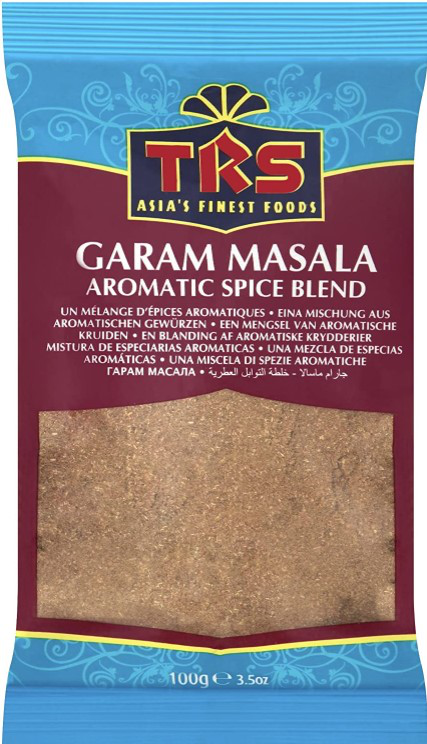 TRS
ASIA'S FINEST FOODS
GARAM MASALA
AROMATIC SPICE BLEND
UN MÉLANGE D'ÉPICES AROMATIQUES • EINA MISCHUNG AUS
AROMATISCHEN GEWÜRZEN • EEN MENGSEL VAN AROMATISCHE
KRUIDEN • EN BLANDING AF AROMATISKE KRYDDERIER
MISTURA DE ESPECIARIAS AROMATICAS • UNA MEZCLA DE ESPECIAS
AROMÁTICAS • UNA MISCELA DI SPEZIE AROMATICHE
ГАРАМ МАСАЛА • جارام ماسالا - خلطة التوابل العطرية
100g ℮ 3.5oz